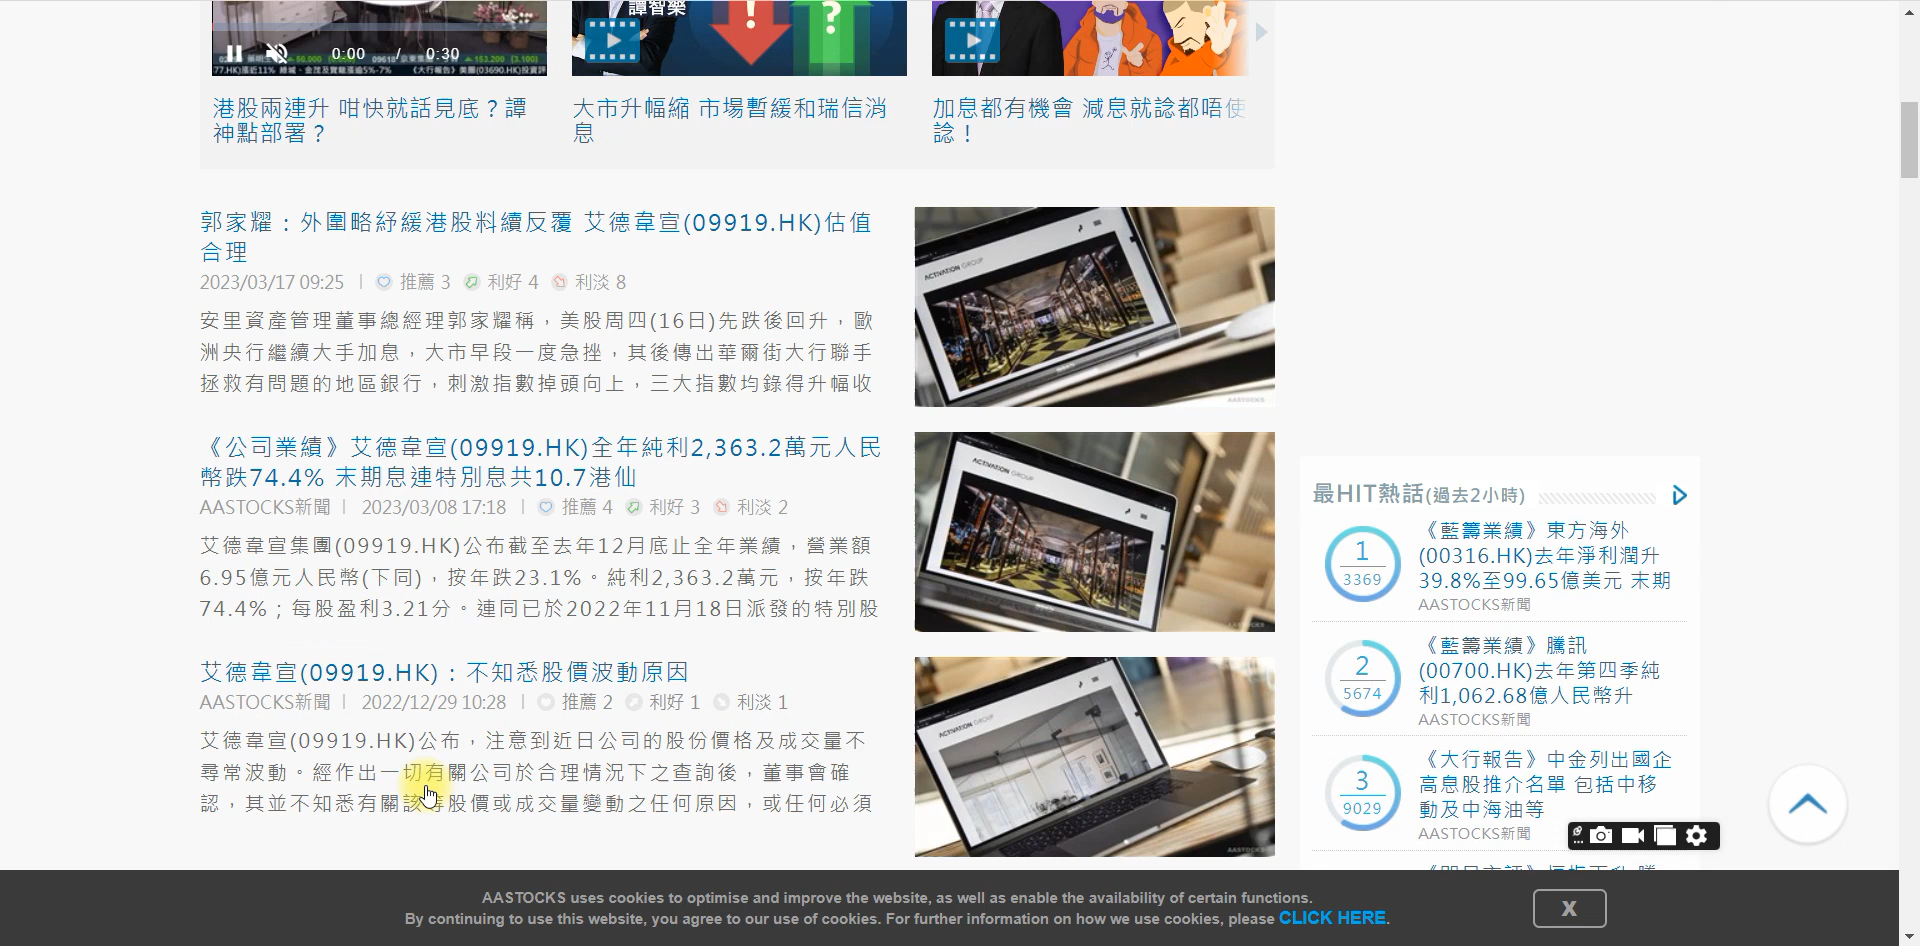 譚智樂
0:00 / 0:30
港股兩連升 咁快就話見底？譚
神點部署？
大市升幅縮 市場暫緩和瑞信消
息
加息都有機會 減息就諗都唔使
諗！
郭家耀：外圍略紓緩港股料續反覆 艾德韋宣(09919.HK)估值
合理
2023/03/17 09:25 | 推薦 3 利好 4 利淡 8
安里資產管理董事總經理郭家耀稱，美股周四(16日)先跌後回升，歐
洲央行繼續大手加息，大市早段一度急挫，其後傳出華爾街大行聯手
拯救有問題的地區銀行，刺激指數掉頭向上，三大指數均錄得升幅收
ACTIVATION GROUP
AASTOCKS
《公司業績》艾德韋宣(09919.HK)全年純利2,363.2萬元人民
幣跌74.4% 末期息連特別息共10.7港仙
AASTOCKS新聞 | 2023/03/08 17:18 | 推薦 4 利好 3 利淡 2
艾德韋宣集團(09919.HK)公布截至去年12月底止全年業績，營業額
6.95億元人民幣(下同)，按年跌23.1%。純利2,363.2萬元，按年跌
74.4%；每股盈利3.21分。連同已於2022年11月18日派發的特別股
ACTIVATION GROUP
AASTOCKS
艾德韋宣(09919.HK)：不知悉股價波動原因
AASTOCKS新聞 | 2022/12/29 10:28 | 推薦 2 利好 1 利淡 1
艾德韋宣(09919.HK)公布，注意到近日公司的股份價格及成交量不
尋常波動。經作出一切有關公司於合理情況下之查詢後，董事會確
認，其並不知悉有關該等股價或成交量變動之任何原因，或任何必須
ACTIVATION GROUP
AASTOCKS
最HIT熱話(過去2小時)
1
3369
《藍籌業績》東方海外
(00316.HK)去年淨利潤升
39.8%至99.65億美元 末期
AASTOCKS新聞
2
5674
《藍籌業績》騰訊
(00700.HK)去年第四季純
利1,062.68億人民幣升
AASTOCKS新聞
3
9029
《大行報告》中金列出國企
高息股推介名單 包括中移
動及中海油等
AASTOCKS新聞
AASTOCKS uses cookies to optimise and improve the website, as well as enable the availability of certain functions.
By continuing to use this website, you agree to our use of cookies. For further information on how we use cookies, please CLICK HERE.
X